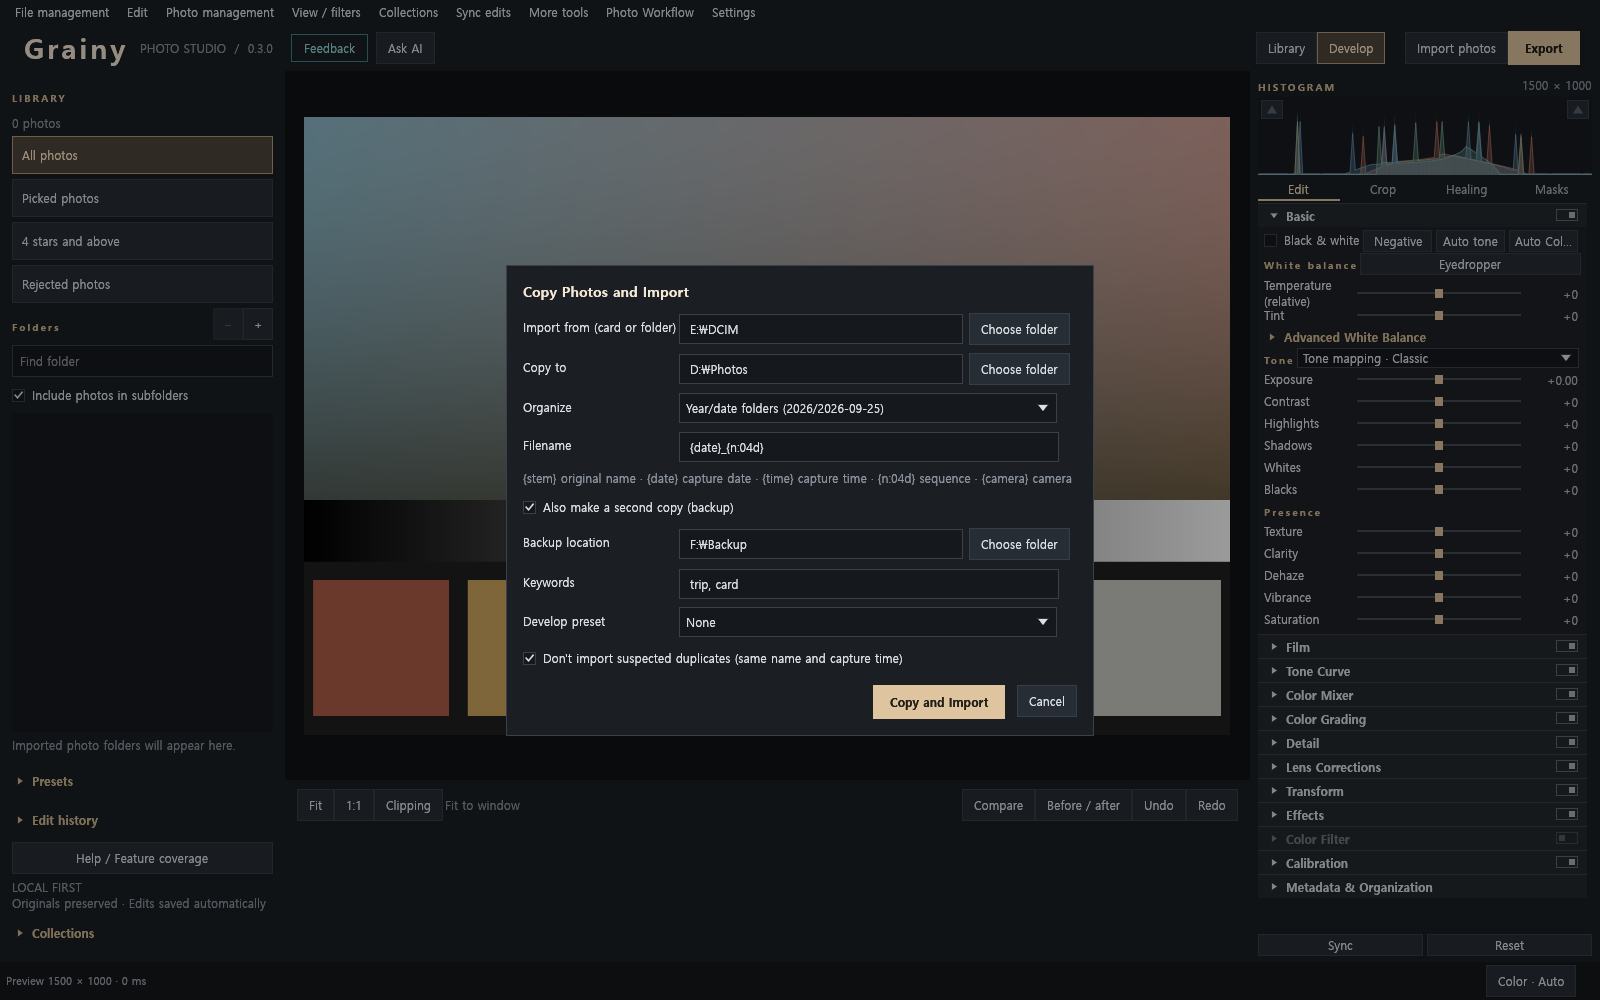 File management Edit Photo management View / filters Collections Sync edits More tools Photo Workflow Settings
Grainy PHOTO STUDIO / 0.3.0 Feedback Ask AI Library Develop Import photos Export
LIBRARY
0 photos
All photos
Picked photos
4 stars and above
Rejected photos
Folders - +
Find folder
Include photos in subfolders
Imported photo folders will appear here.
Presets
Edit history
Help / Feature coverage
LOCAL FIRST
Originals preserved · Edits saved automatically
Collections
Copy Photos and Import
Import from (card or folder) E:₩DCIM Choose folder
Copy to D:₩Photos Choose folder
Organize Year/date folders (2026/2026-09-25)
Filename {date}_{n:04d}
{stem} original name · {date} capture date · {time} capture time · {n:04d} sequence · {camera} camera
Also make a second copy (backup)
Backup location F:₩Backup Choose folder
Keywords trip, card
Develop preset None
Don't import suspected duplicates (same name and capture time)
Copy and Import Cancel
Fit 1:1 Clipping Fit to window Compare Before / after Undo Redo
HISTOGRAM 1500 × 1000
Edit Crop Healing Masks
Basic
Black & white Negative Auto tone Auto Col...
White balance Eyedropper
Temperature
(relative) +0
Tint +0
Advanced White Balance
Tone Tone mapping · Classic
Exposure +0.00
Contrast +0
Highlights +0
Shadows +0
Whites +0
Blacks +0
Presence
Texture +0
Clarity +0
Dehaze +0
Vibrance +0
Saturation +0
Film
Tone Curve
Color Mixer
Color Grading
Detail
Lens Corrections
Transform
Effects
Color Filter
Calibration
Metadata & Organization
Sync Reset
Preview 1500 × 1000 · 0 ms Color · Auto